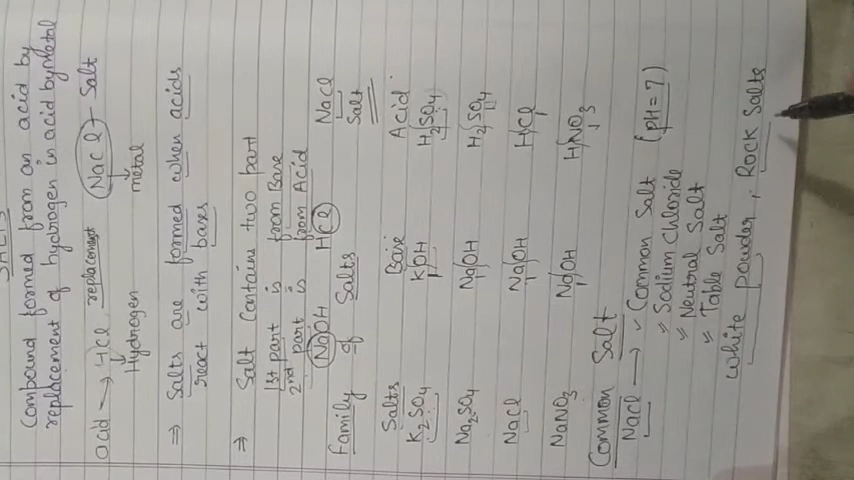 SALTS
Compound formed from an acid by
replacement of hydrogen in acid by metal
acid → HCl replacement NaCl → Salt
Hydrogen metal
⇒ Salts are formed when acids
react with bases
⇒ Salt contains two part
1st part is from Base
2nd part is from Acid
NaOH HCl NaCl
Salt
Family of Salts
Salts Base Acid
K2SO4 KOH H2SO4
Na2SO4 NaOH H2SO4
NaCl NaOH HCl
NaNO3 NaOH HNO3
Common Salt
NaCl → " Common Salt (pH=7)
" Sodium Chloride
" Neutral Salt
" Table Salt
White powder, Rock Salts